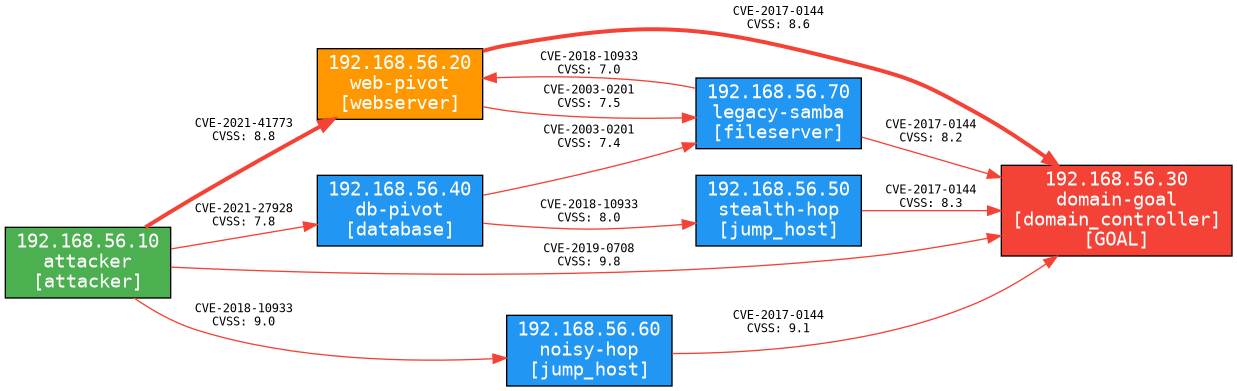 CVE-2017-0144
CVSS: 8.6
192.168.56.20
web-pivot
[webserver]
CVE-2018-10933
CVSS: 7.0
CVE-2003-0201
CVSS: 7.5
192.168.56.70
legacy-samba
[fileserver]
CVE-2021-41773
CVSS: 8.8
CVE-2003-0201
CVSS: 7.4
CVE-2017-0144
CVSS: 8.2
192.168.56.40
db-pivot
[database]
CVE-2021-27928
CVSS: 7.8
CVE-2018-10933
CVSS: 8.0
192.168.56.50
stealth-hop
[jump_host]
CVE-2017-0144
CVSS: 8.3
192.168.56.30
domain-goal
[domain_controller]
[GOAL]
192.168.56.10
attacker
[attacker]
CVE-2019-0708
CVSS: 9.8
CVE-2018-10933
CVSS: 9.0
192.168.56.60
noisy-hop
[jump_host]
CVE-2017-0144
CVSS: 9.1